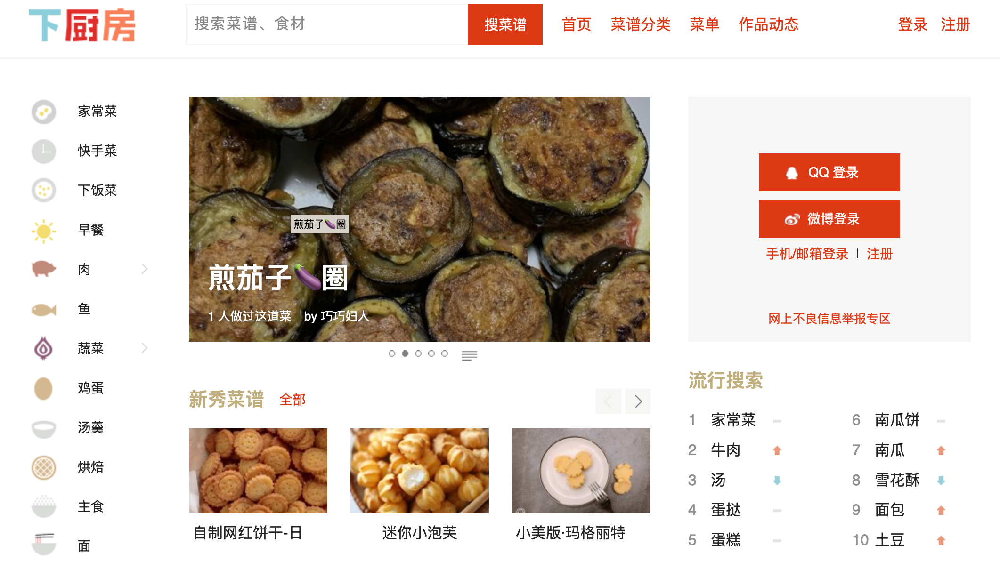 下厨房
搜索菜谱、食材
搜菜谱
首页
菜谱分类
菜单
作品动态
登录
注册
家常菜
快手菜
下饭菜
早餐
肉
鱼
蔬菜
鸡蛋
汤羹
烘焙
主食
面
煎茄子🍆圈
煎茄子🍆圈
1 人做过这道菜 by 巧巧妇人
新秀菜谱 全部
自制网红饼干-日
迷你小泡芙
小美版·玛格丽特
QQ 登录
微博登录
手机/邮箱登录 | 注册
网上不良信息举报专区
流行搜索
1 家常菜
2 牛肉
3 汤
4 蛋挞
5 蛋糕
6 南瓜饼
7 南瓜
8 雪花酥
9 面包
10 土豆